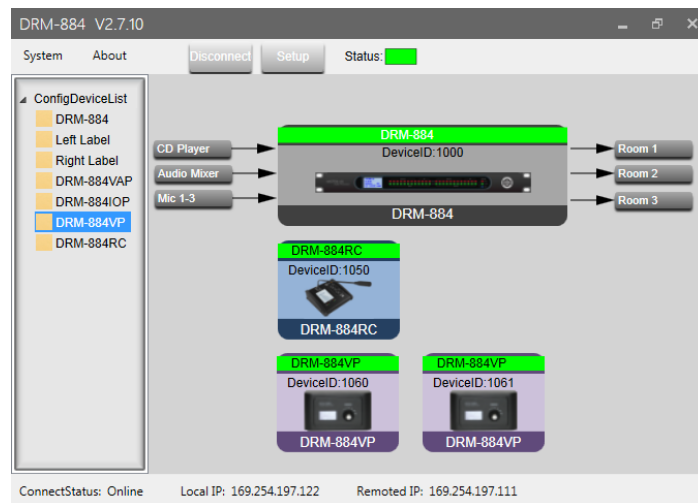 DRM-884 V2.7.10
System About Disconnect Setup Status:
ConfigDeviceList
DRM-884
Left Label
Right Label
DRM-884VAP
DRM-884IOP
DRM-884VP
DRM-884RC
CD Player
Audio Mixer
Mic 1-3
DRM-884
DeviceID:1000
DRM-884
Room 1
Room 2
Room 3
DRM-884RC
DeviceID:1050
DRM-884RC
DRM-884VP
DeviceID:1060
DRM-884VP
DRM-884VP
DeviceID:1061
DRM-884VP
ConnectStatus: Online Local IP: 169.254.197.122 Remoted IP: 169.254.197.111